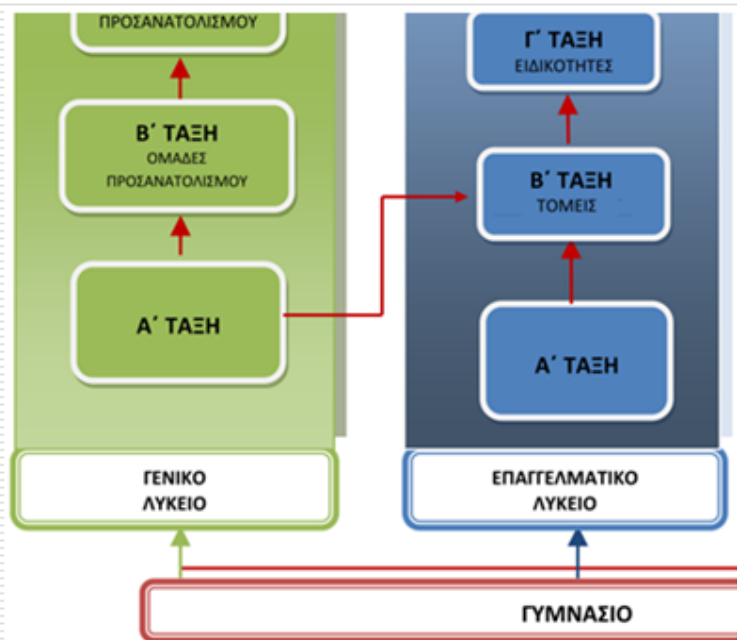 ΠΡΟΣΑΝΑΤΟΛΙΣΜΟΥ
Β΄ ΤΑΞΗ
ΟΜΑΔΕΣ
ΠΡΟΣΑΝΑΤΟΛΙΣΜΟΥ
Α΄ ΤΑΞΗ
ΓΕΝΙΚΟ
ΛΥΚΕΙΟ
Γ΄ ΤΑΞΗ
ΕΙΔΙΚΟΤΗΤΕΣ
Β΄ ΤΑΞΗ
ΤΟΜΕΙΣ
Α΄ ΤΑΞΗ
ΕΠΑΓΓΕΛΜΑΤΙΚΟ
ΛΥΚΕΙΟ
ΓΥΜΝΑΣΙΟ